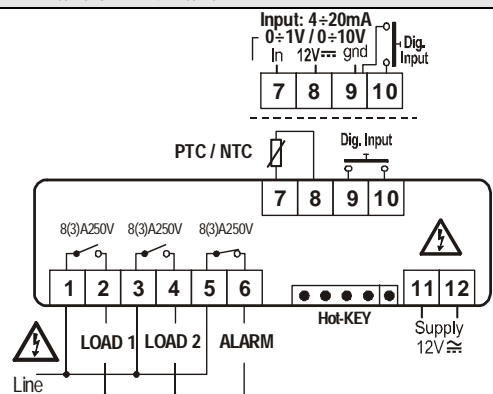 Input: 4÷20mA
0÷1V / 0÷10V
In 12V⎓ gnd
Dig. Input
7 8 9 10
PTC / NTC
Dig. Input
7 8 9 10
8(3)A250V 8(3)A250V 8(3)A250V
1 2 3 4 5 6
11 12
Hot-KEY
LOAD 1 LOAD 2 ALARM
Supply
12V≂
Line